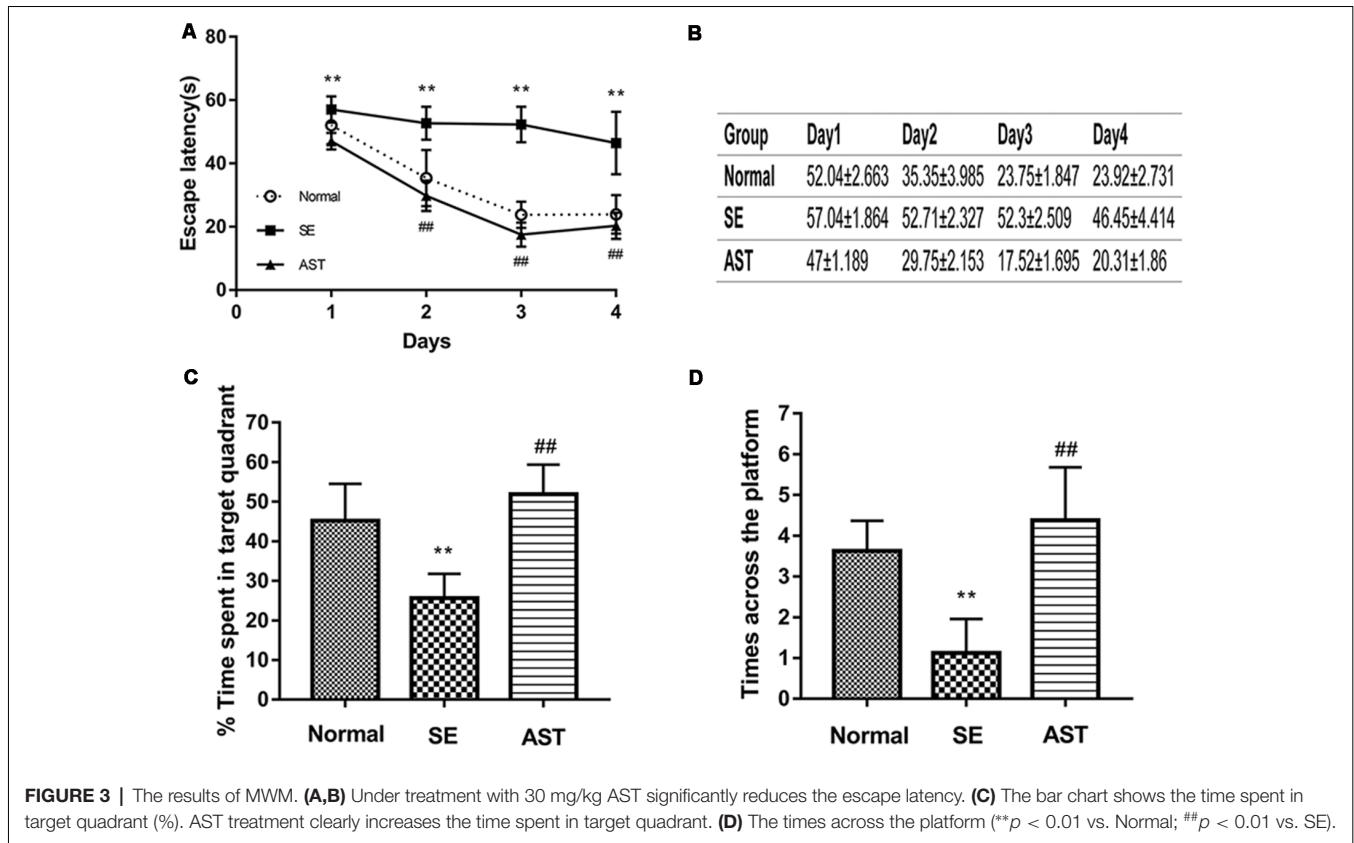 A
80
60
40
20
0
Escape latency(s)
**
**
**
**
##
##
##
Normal
SE
AST
0
1
2
3
4
Days
B
Group Day1 Day2 Day3 Day4
Normal 52.04±2.663 35.35±3.985 23.75±1.847 23.92±2.731
SE 57.04±1.864 52.71±2.327 52.3±2.509 46.45±4.414
AST 47±1.189 29.75±2.153 17.52±1.695 20.31±1.86
C
% Time spent in target quadrant
70
60
50
40
30
20
10
0
**
##
Normal
SE
AST
D
Times across the platform
7
6
5
4
3
2
1
0
**
##
Normal
SE
AST
FIGURE 3 | The results of MWM. (A,B) Under treatment with 30 mg/kg AST significantly reduces the escape latency. (C) The bar chart shows the time spent in
target quadrant (%). AST treatment clearly increases the time spent in target quadrant. (D) The times across the platform (**p < 0.01 vs. Normal; ##p < 0.01 vs. SE).